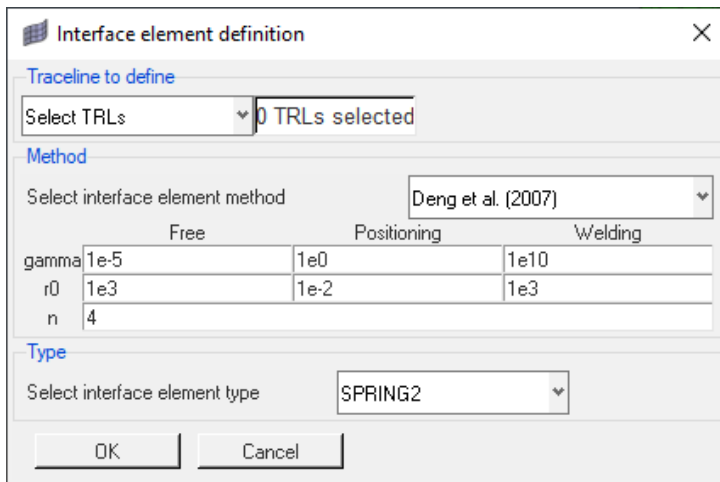 Interface element definition
Traceline to define
Select TRLs 0 TRLs selected
Method
Select interface element method Deng et al. (2007)
Free Positioning Welding
gamma 1e-5 1e0 1e10
r0 1e3 1e-2 1e3
n 4
Type
Select interface element type SPRING2
OK Cancel